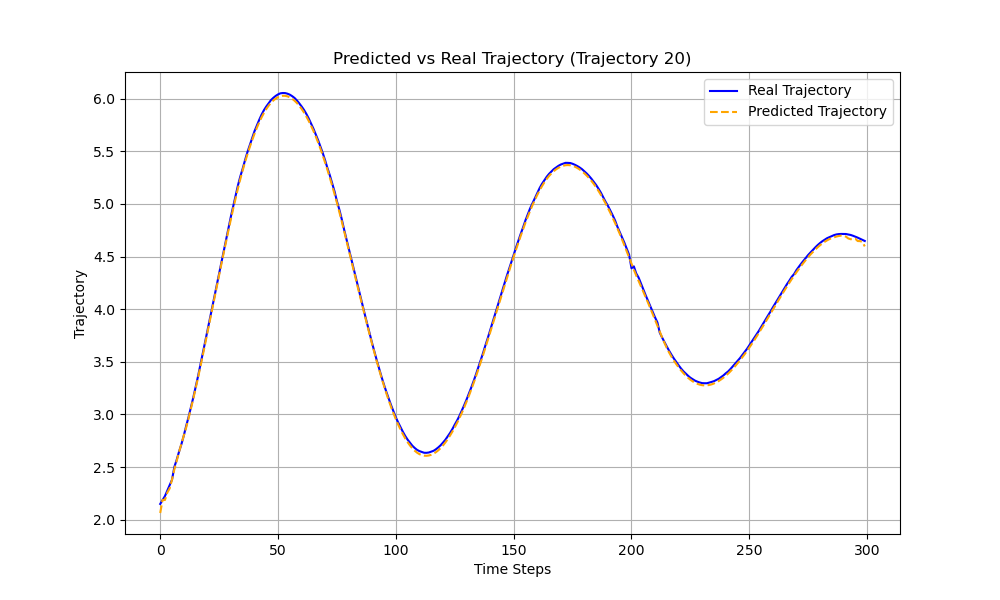 Predicted vs Real Trajectory (Trajectory 20)
Real Trajectory
Predicted Trajectory
Trajectory
6.0
5.5
5.0
4.5
4.0
3.5
3.0
2.5
2.0
0 50 100 150 200 250 300
Time Steps